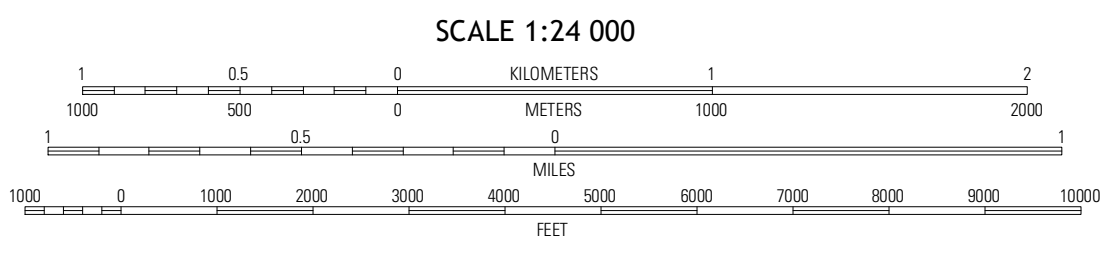 SCALE 1:24 000
1 0.5 0 KILOMETERS 1 2
1000 500 0 METERS 1000 2000
1 0.5 0 1
MILES
1000 0 1000 2000 3000 4000 5000 6000 7000 8000 9000 10000
FEET